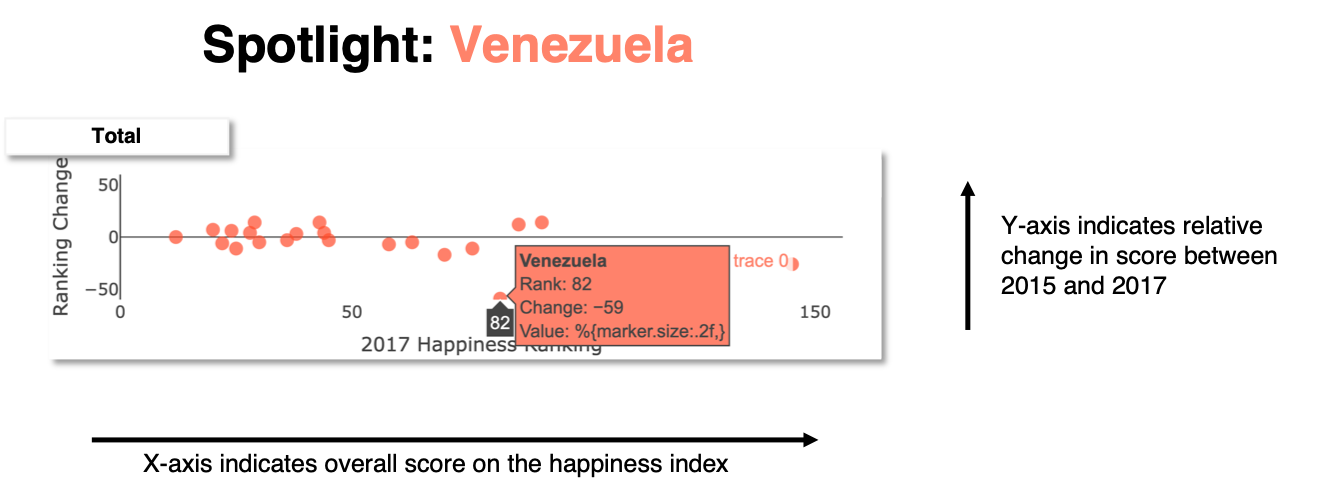 Spotlight: Venezuela
Total
Ranking Change
50
0
−50
0
50
150
Venezuela
Rank: 82
Change: −59
Value: %{marker.size:.2f,}
trace 0
82
2017 Happiness Ranking
Y-axis indicates relative
change in score between
2015 and 2017
X-axis indicates overall score on the happiness index